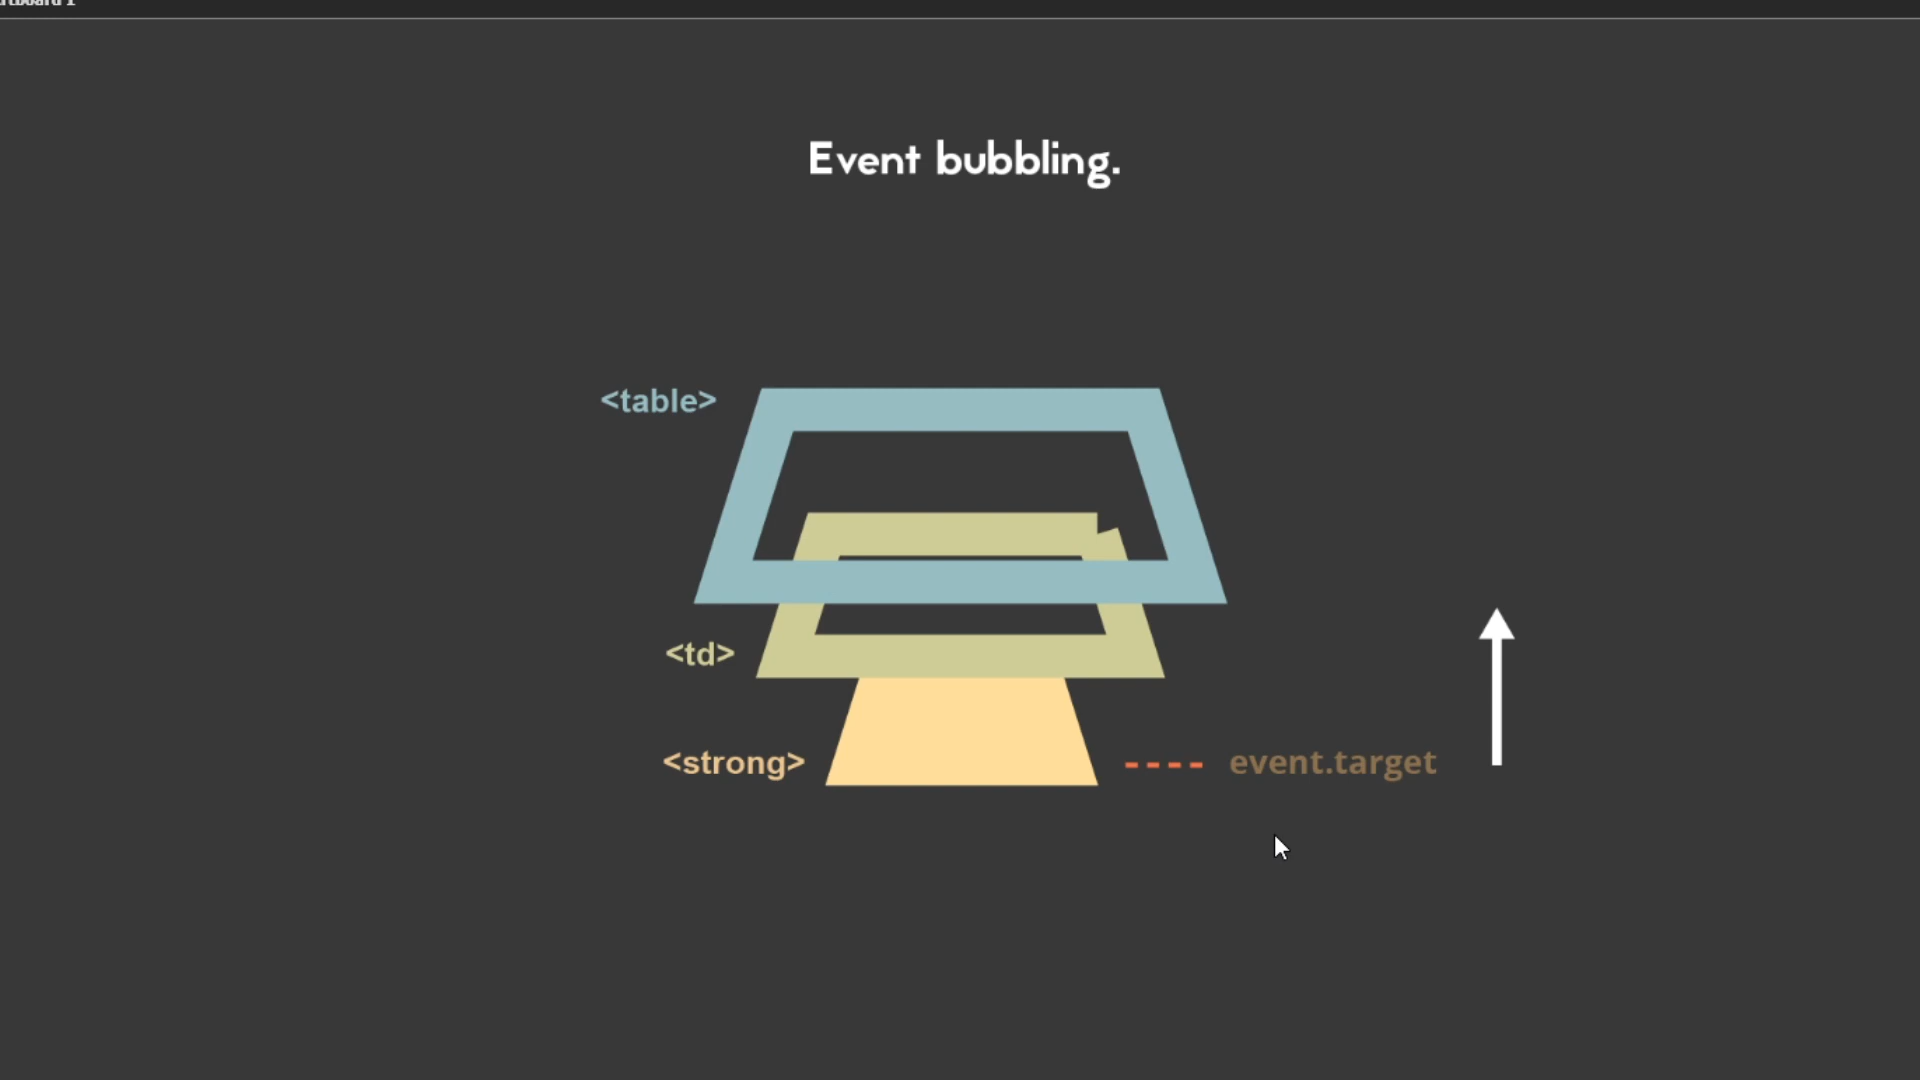 Event bubbling.
<table>
<td>
<strong>
event.target